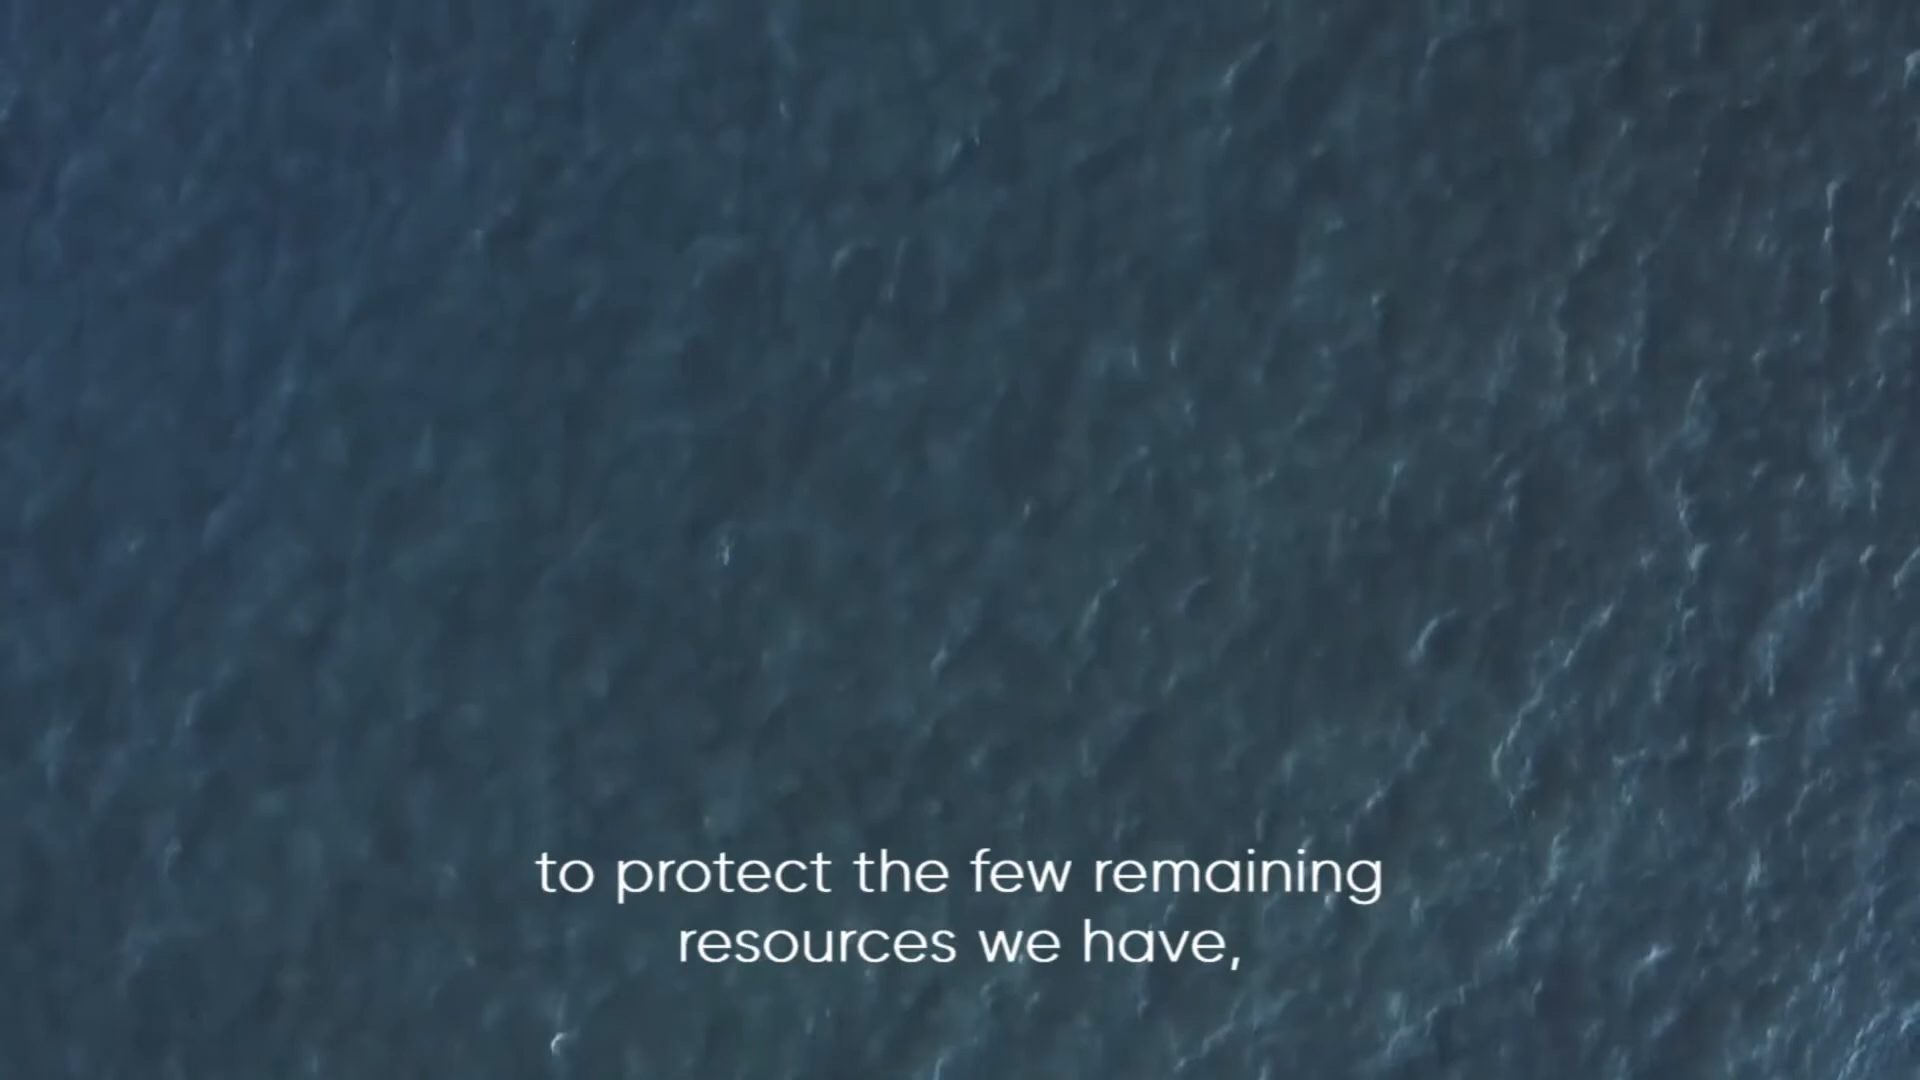 to protect the few remaining
resources we have,